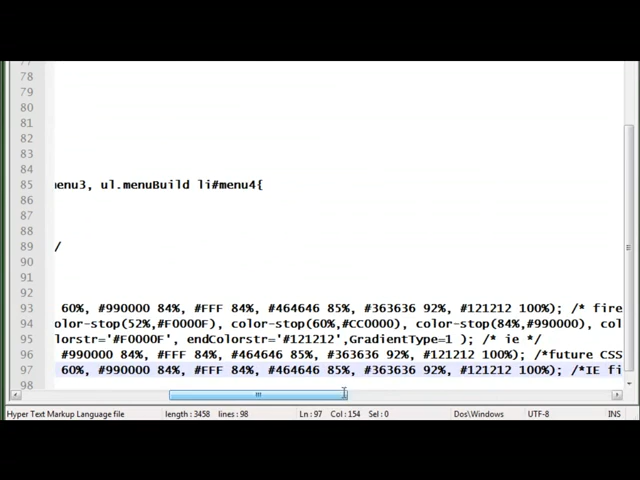 77
78
79
80
81
82
83
84
85 menu3, ul.menuBuild li#menu4{
86
87
88
89 /
90
91
92
93 60%, #990000 84%, #FFF 84%, #464646 85%, #363636 92%, #121212 100%); /* fire
94 olor-stop(52%,#F0000F), color-stop(60%,#CC0000), color-stop(84%,#990000), col
95 lorstr='#F0000F', endColorstr='#121212',GradientType=1 ); /* ie */
96 #990000 84%, #FFF 84%, #464646 85%, #363636 92%, #121212 100%); /*future CSS
97 60%, #990000 84%, #FFF 84%, #464646 85%, #363636 92%, #121212 100%); /*IE fi
98
Hyper Text Markup Language file length : 3458 lines : 98 Ln : 97 Col : 154 Sel : 0 Dos\Windows UTF-8 INS